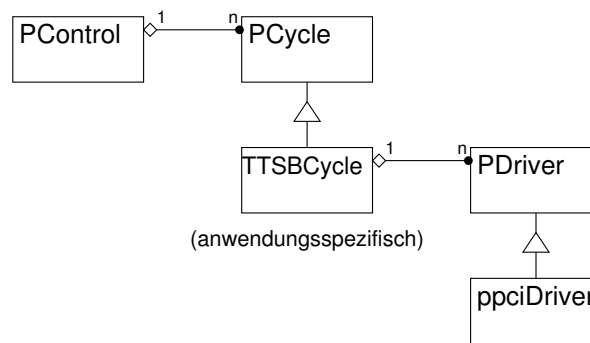 PControl
1
n
PCycle
TTSBCycle
1
n
PDriver
(anwendungsspezifisch)
ppciDriver